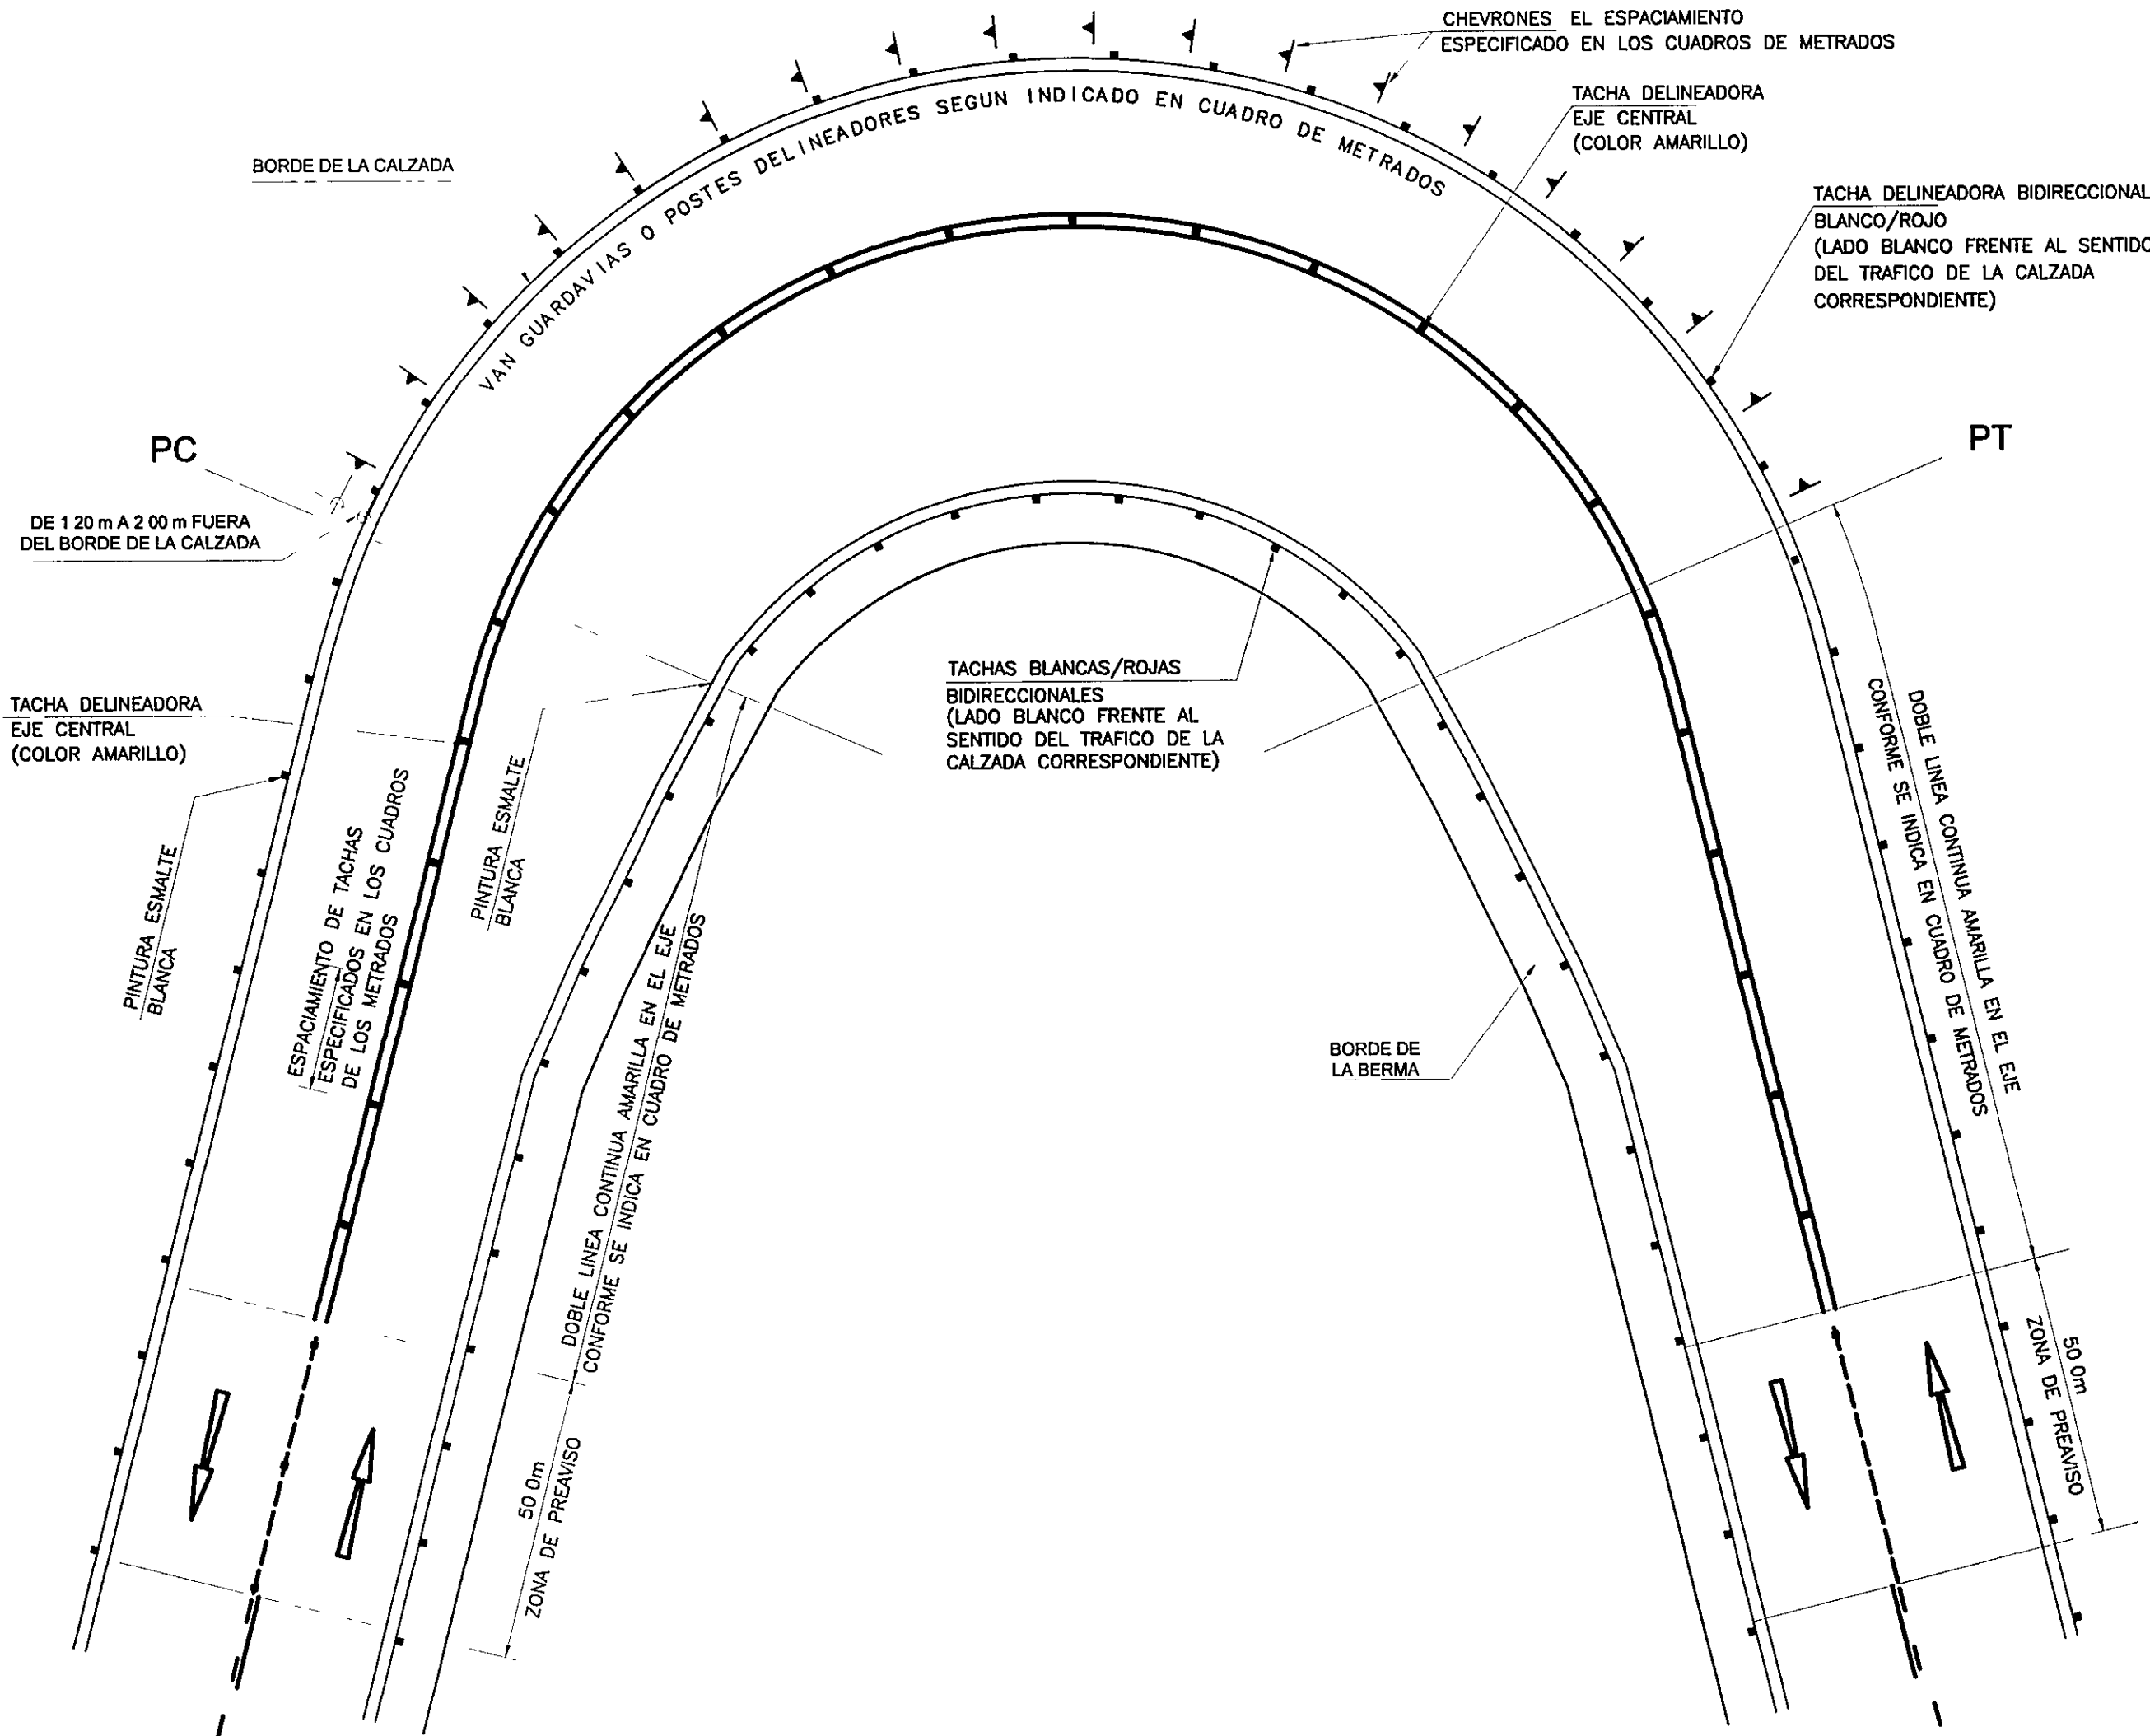 CHEVRONES EL ESPACIAMIENTO
ESPECIFICADO EN LOS CUADROS DE METRADOS
TACHA DELINEADORA
EJE CENTRAL
(COLOR AMARILLO)
BORDE DE LA CALZADA
VAN GUARDAVIAS O POSTES DELINEADORES SEGUN INDICADO EN CUADRO DE METRADOS
TACHA DELINEADORA BIDIRECCIONAL
BLANCO/ROJO
(LADO BLANCO FRENTE AL SENTIDO
DEL TRAFICO DE LA CALZADA
CORRESPONDIENTE)
PC
PT
DE 1 20 m A 2 00 m FUERA
DEL BORDE DE LA CALZADA
TACHA DELINEADORA
EJE CENTRAL
(COLOR AMARILLO)
TACHAS BLANCAS/ROJAS
BIDIRECCIONALES
(LADO BLANCO FRENTE AL
SENTIDO DEL TRAFICO DE LA
CALZADA CORRESPONDIENTE)
PINTURA ESMALTE
BLANCA
ESPACIAMIENTO DE TACHAS
ESPECIFICADOS EN LOS CUADROS
DE LOS METRADOS
PINTURA ESMALTE
BLANCA
DOBLE LINEA CONTINUA AMARILLA EN EL EJE
CONFORME SE INDICA EN CUADRO DE METRADOS
DOBLE LINEA CONTINUA AMARILLA EN EL EJE
CONFORME SE INDICA EN CUADRO DE METRADOS
BORDE DE
LA BERMA
50 0m
ZONA DE PREAVISO
50 0m
ZONA DE PREAVISO